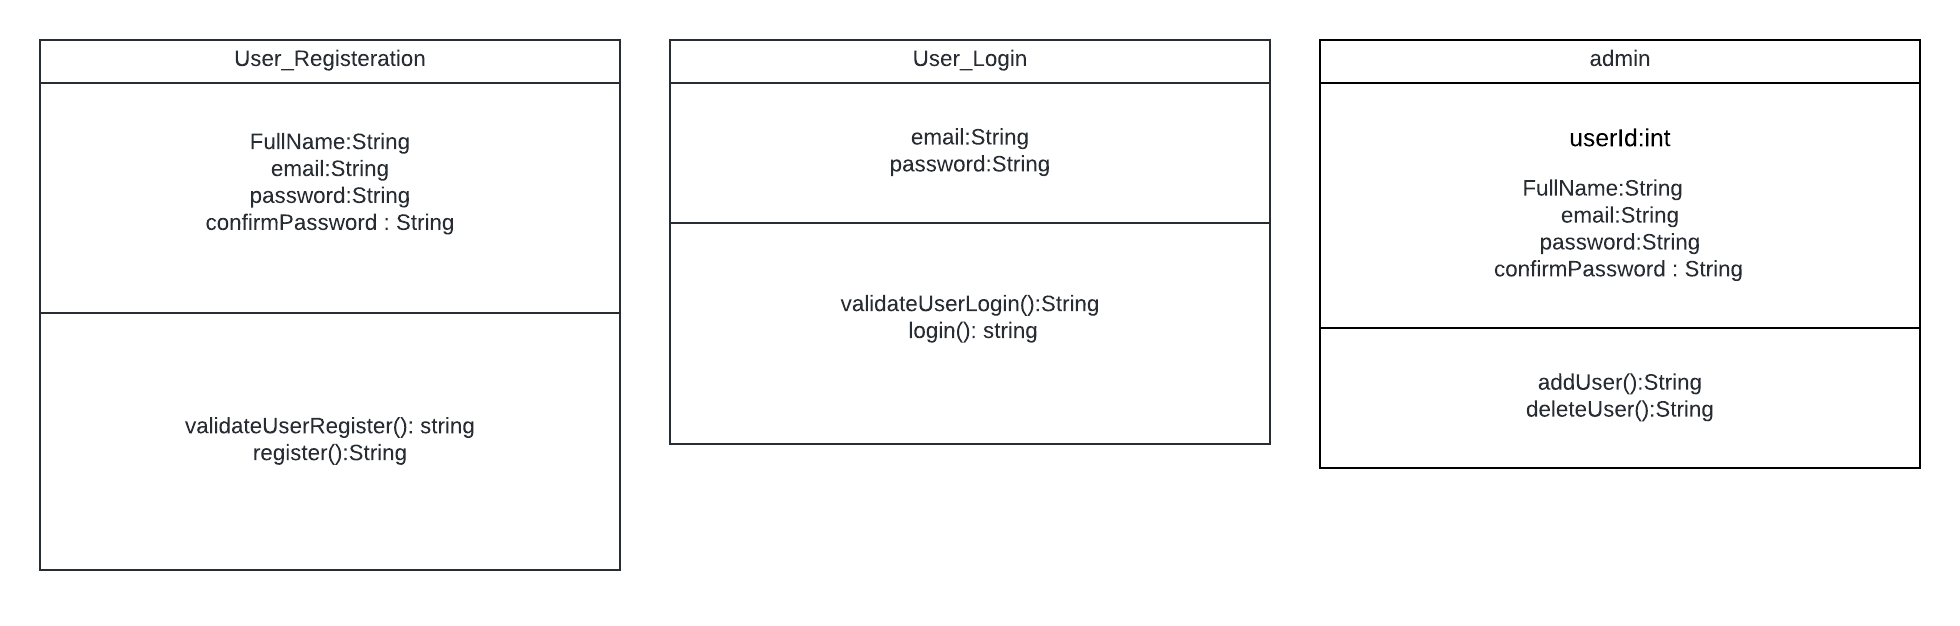 User_Registeration
FullName:String
email:String
password:String
confirmPassword : String
validateUserRegister(): string
register():String
User_Login
email:String
password:String
validateUserLogin():String
login(): string
admin
userId:int
FullName:String
email:String
password:String
confirmPassword : String
addUser():String
deleteUser():String